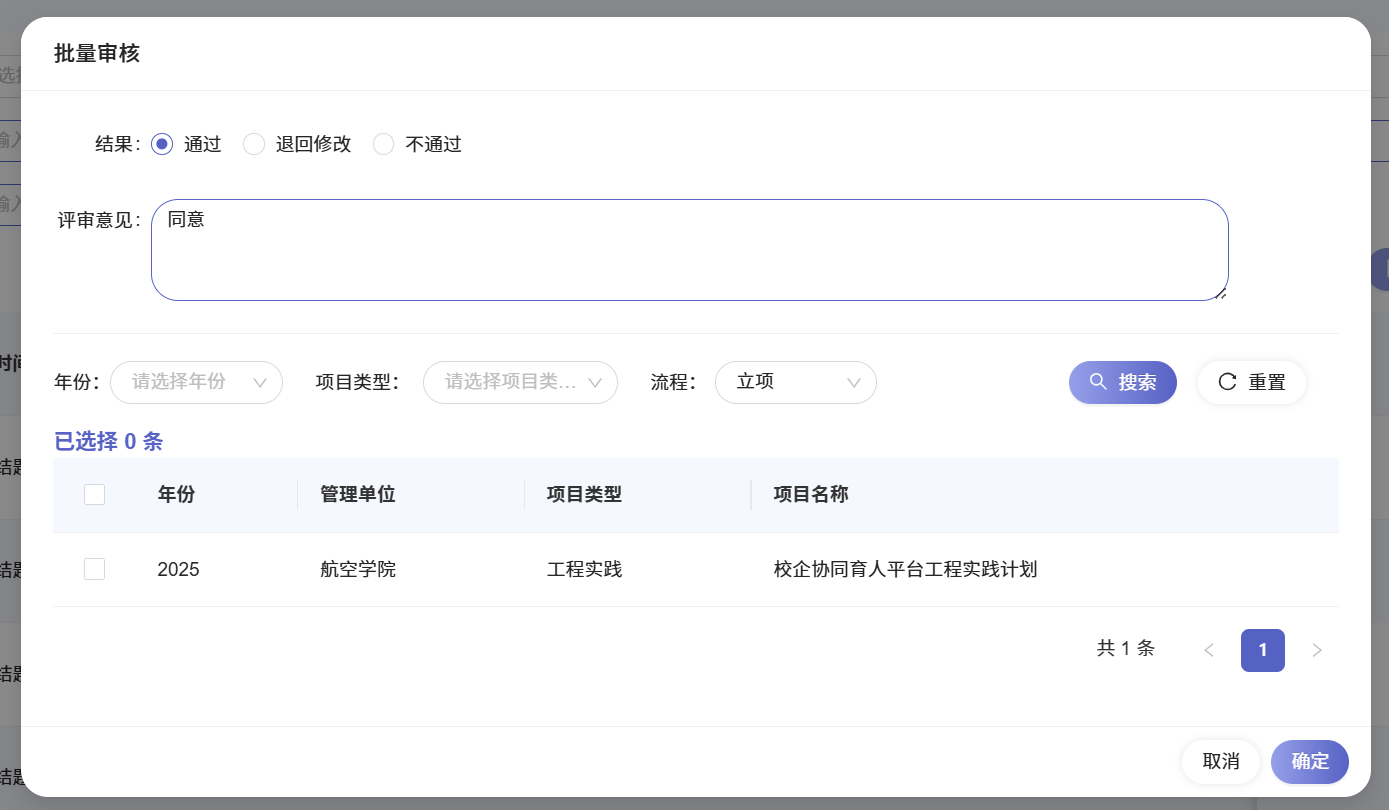 批量审核
结果: 通过 退回修改 不通过
评审意见: 同意
年份: 请选择年份 项目类型: 请选择项目类... 流程: 立项 搜索 重置
已选择 0 条
年份 管理单位 项目类型 项目名称
2025 航空学院 工程实践 校企协同育人平台工程实践计划
共 1 条 1
取消 确定